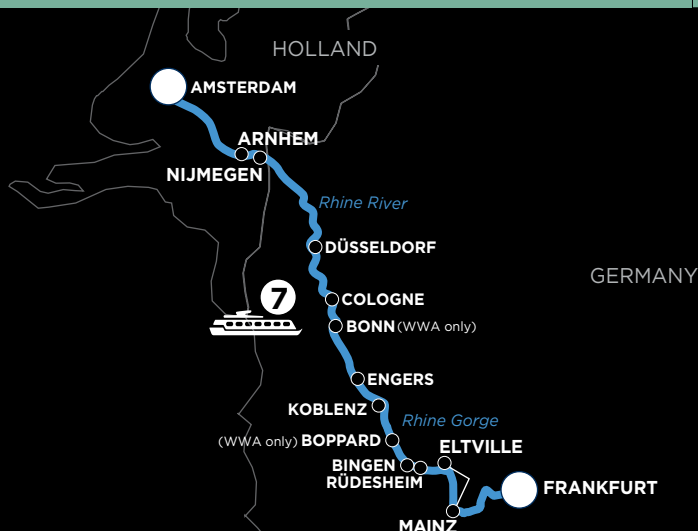 HOLLAND
AMSTERDAM
ARNHEM
NIJMEGEN
Rhine River
DÜSSELDORF
GERMANY
7
COLOGNE
BONN (WWA only)
ENGERS
KOBLENZ
Rhine Gorge
(WWA only) BOPPARD
ELTVILLE
BINGEN
RÜDESHEIM
FRANKFURT
MAINZ